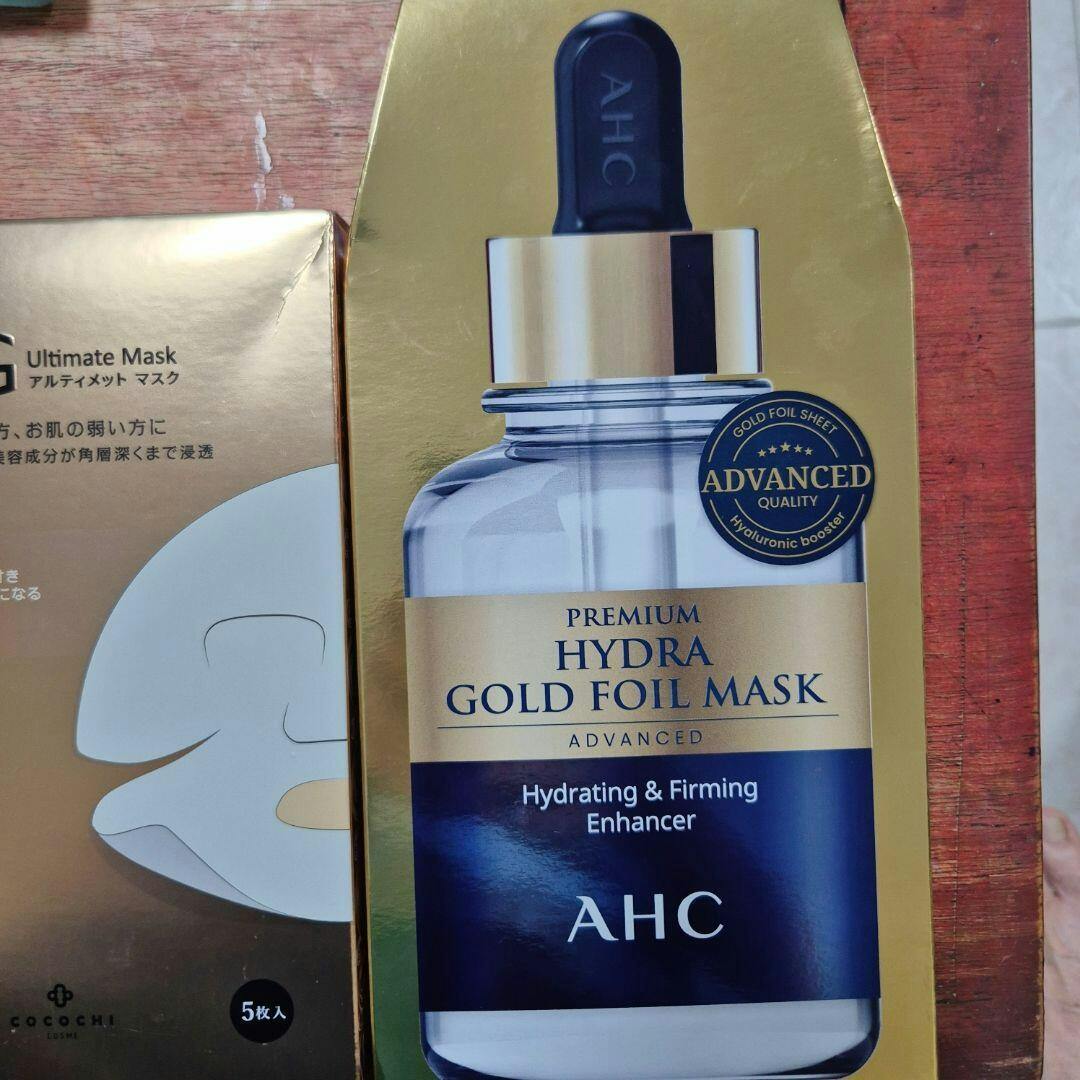 G Ultimate Mask
アルティメット マスク
方、お肌の弱い方に
美容成分が角層深くまで浸透
付き
になる
COCOCHI
COSME
5枚入
AHC
GOLD FOIL SHEET
ADVANCED
QUALITY
Hyaluronic booster
PREMIUM
HYDRA
GOLD FOIL MASK
ADVANCED
Hydrating & Firming
Enhancer
AHC